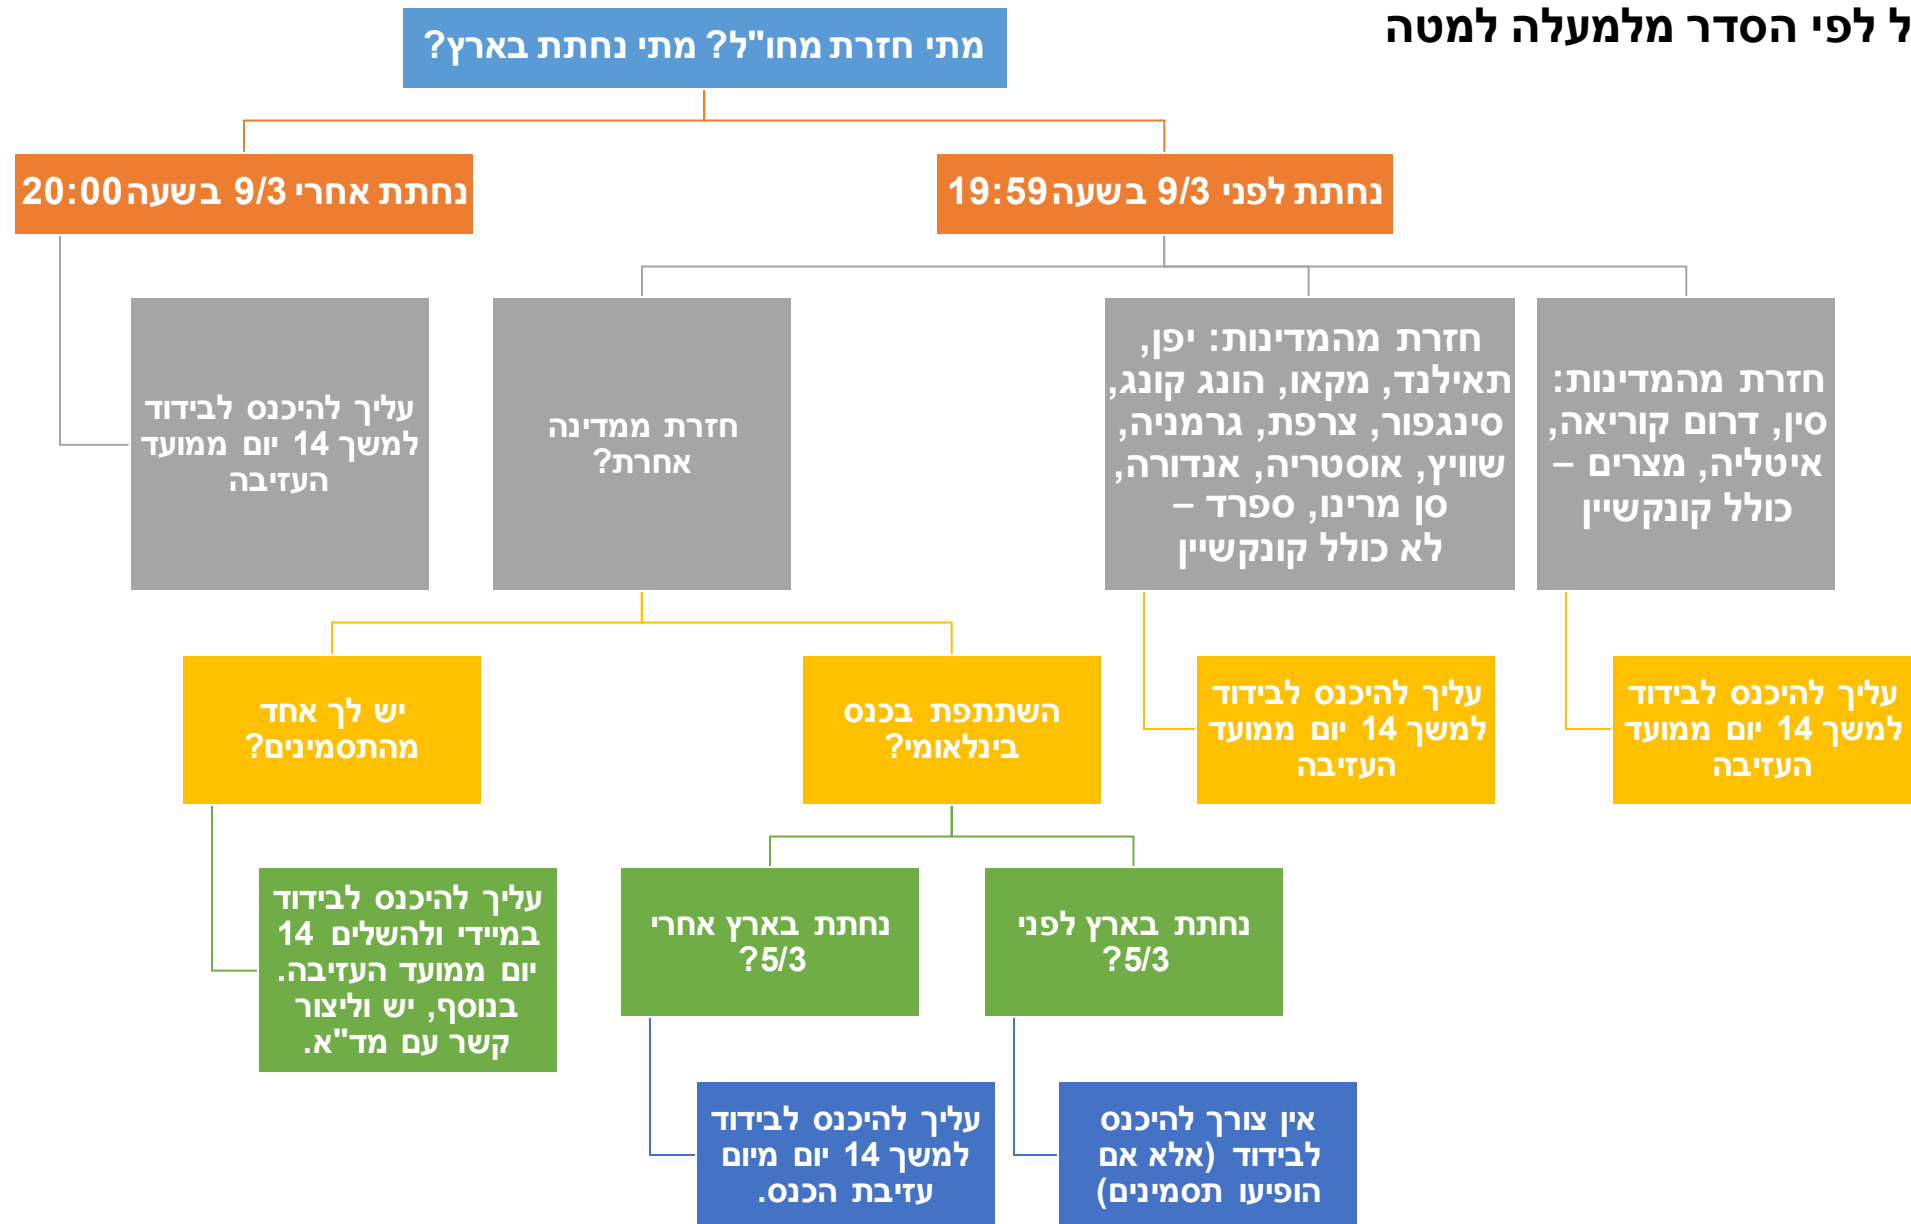 ל לפי הסדר מלמעלה למטה
מתי חזרת מחו"ל? מתי נחתת בארץ?
נחתת לפני 9/3 בשעה 19:59
נחתת אחרי 9/3 בשעה 20:00
חזרת מהמדינות:
סין, דרום קוריאה,
איטליה, מצרים –
כולל קונקשיין
חזרת מהמדינות: יפן,
תאילנד, מקאו, הונג קונג,
סינגפור, צרפת, גרמניה,
שוויץ, אוסטריה, אנדורה,
סן מרינו, ספרד –
לא כולל קונקשיין
חזרת ממדינה
אחרת?
עליך להיכנס לבידוד
למשך 14 יום ממועד
העזיבה
עליך להיכנס לבידוד
למשך 14 יום ממועד
העזיבה
עליך להיכנס לבידוד
למשך 14 יום ממועד
העזיבה
השתתפת בכנס
בינלאומי?
יש לך אחד
מהתסמינים?
נחתת בארץ לפני
5/3?
נחתת בארץ אחרי
5/3?
עליך להיכנס לבידוד
במיידי ולהשלים 14
יום ממועד העזיבה.
בנוסף, יש וליצור
קשר עם מד"א.
אין צורך להיכנס
לבידוד (אלא אם
הופיעו תסמינים)
עליך להיכנס לבידוד
למשך 14 יום מיום
עזיבת הכנס.